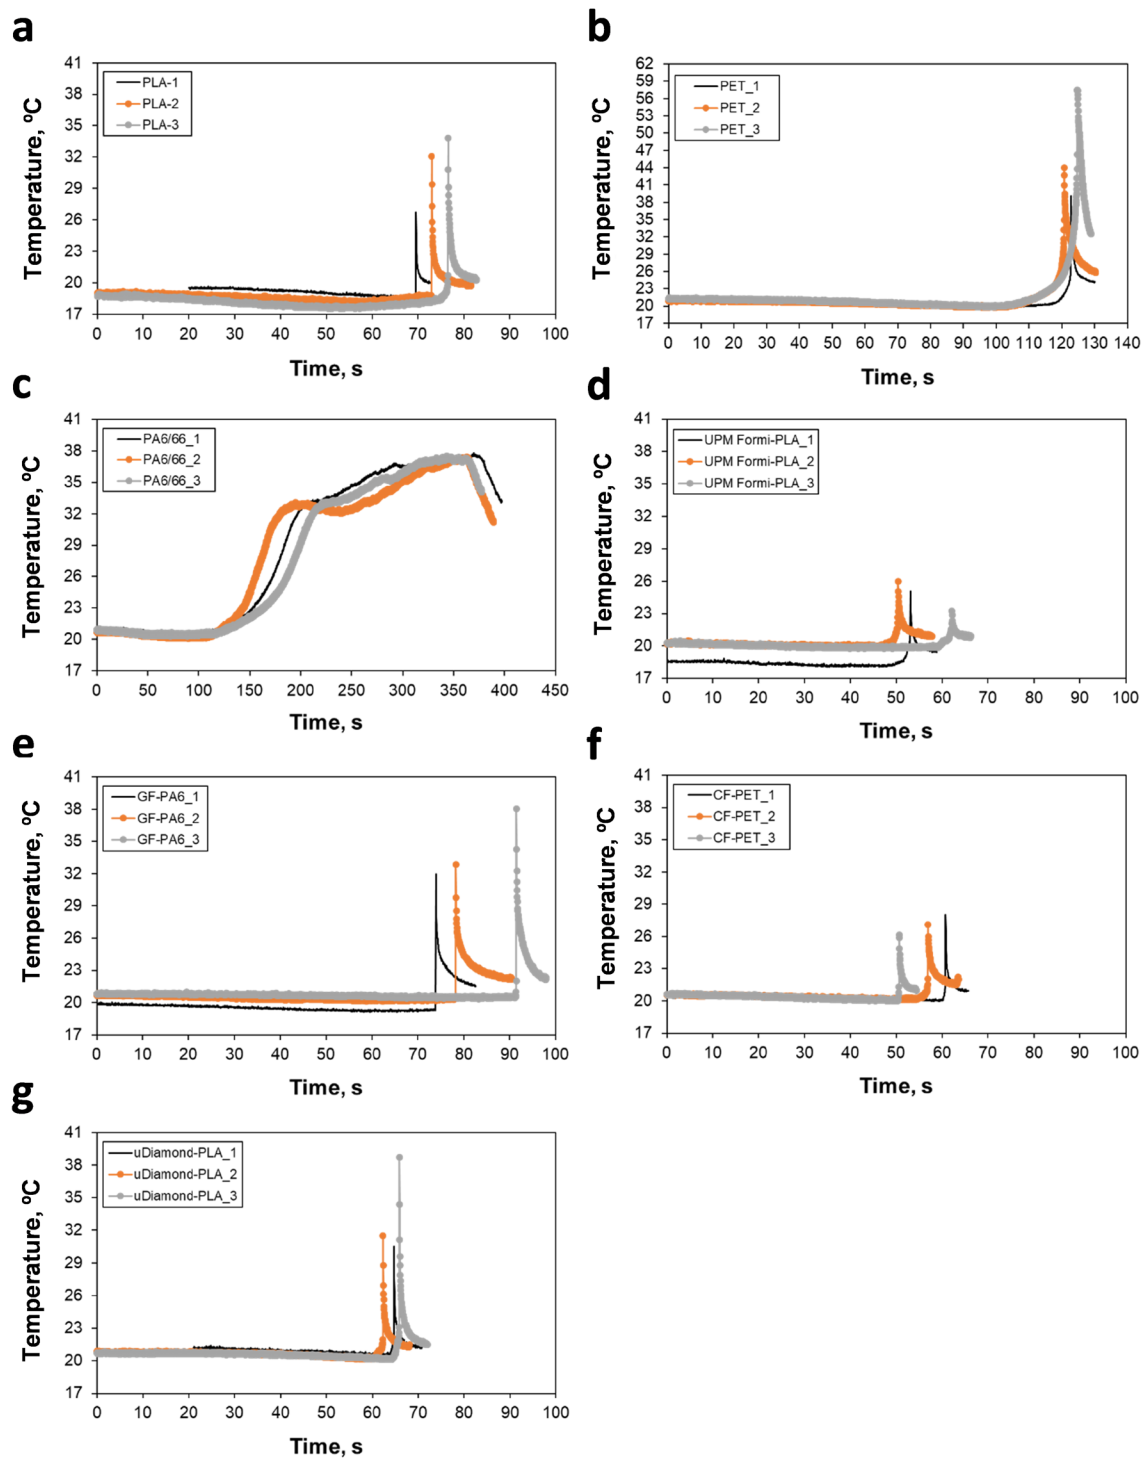 a
Temperature, ºC
41
38
35
32
29
26
23
20
17
PLA-1
PLA-2
PLA-3
0 10 20 30 40 50 60 70 80 90 100
Time, s
b
Temperature, ºC
62
59
56
53
50
47
44
41
38
35
32
29
26
23
20
17
PET_1
PET_2
PET_3
0 10 20 30 40 50 60 70 80 90 100 110 120 130 140
Time, s
c
Temperature, ºC
41
38
35
32
29
26
23
20
17
PA6/66_1
PA6/66_2
PA6/66_3
0 50 100 150 200 250 300 350 400 450
Time, s
d
Temperature, ºC
41
38
35
32
29
26
23
20
17
UPM Formi-PLA_1
UPM Formi-PLA_2
UPM Formi-PLA_3
0 10 20 30 40 50 60 70 80 90 100
Time, s
e
Temperature, ºC
41
38
35
32
29
26
23
20
17
GF-PA6_1
GF-PA6_2
GF-PA6_3
0 10 20 30 40 50 60 70 80 90 100
Time, s
f
Temperature, ºC
41
38
35
32
29
26
23
20
17
CF-PET_1
CF-PET_2
CF-PET_3
0 10 20 30 40 50 60 70 80 90 100
Time, s
g
Temperature, ºC
41
38
35
32
29
26
23
20
17
uDiamond-PLA_1
uDiamond-PLA_2
uDiamond-PLA_3
0 10 20 30 40 50 60 70 80 90 100
Time, s